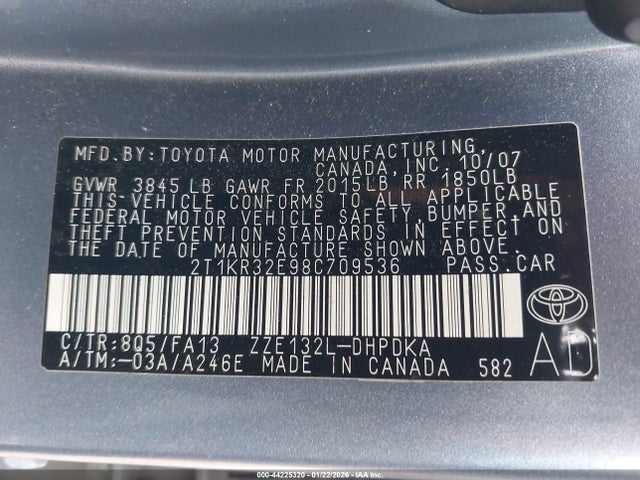 MFD.BY:TOYOTA MOTOR MANUFACTURING,
CANADA, INC. 10/07
GVWR 3845LB GAWR FR 2015LB RR 1850LB
THIS VEHICLE CONFORMS TO ALL APPLICABLE
FEDERAL MOTOR VEHICLE SAFETY,BUMPER,AND
THEFT PREVENTION STANDARDS IN EFFECT ON
THE DATE OF MANUFACTURE SHOWN ABOVE.
2T1KR32E98C709536 PASS.CAR
C/TR:8Q5/FA13 ZZE132L-DHPDKA
A/TM:-03A/A246E MADE IN CANADA 582
AD
000-44225320 - 01/22/2026 - IAA Inc.